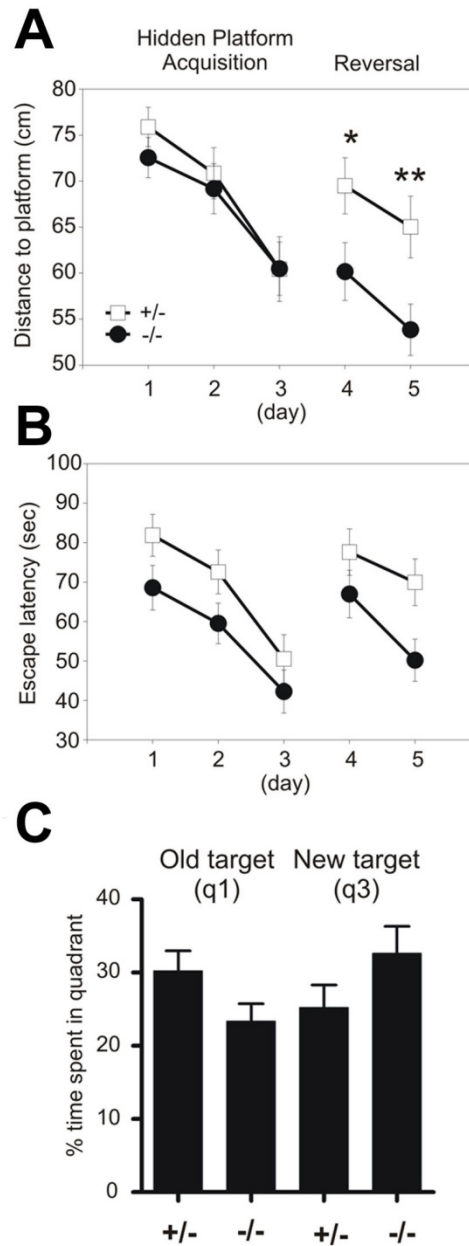 A
Hidden Platform
Acquisition
Reversal
Distance to platform (cm)
80
75
70
65
60
55
50
*
**
+/-
-/-
1 2 3 4 5
(day)
B
Escape latency (sec)
100
90
80
70
60
50
40
30
1 2 3 4 5
(day)
C
Old target New target
(q1) (q3)
% time spent in quadrant
40
30
20
10
0
+/- -/- +/- -/-